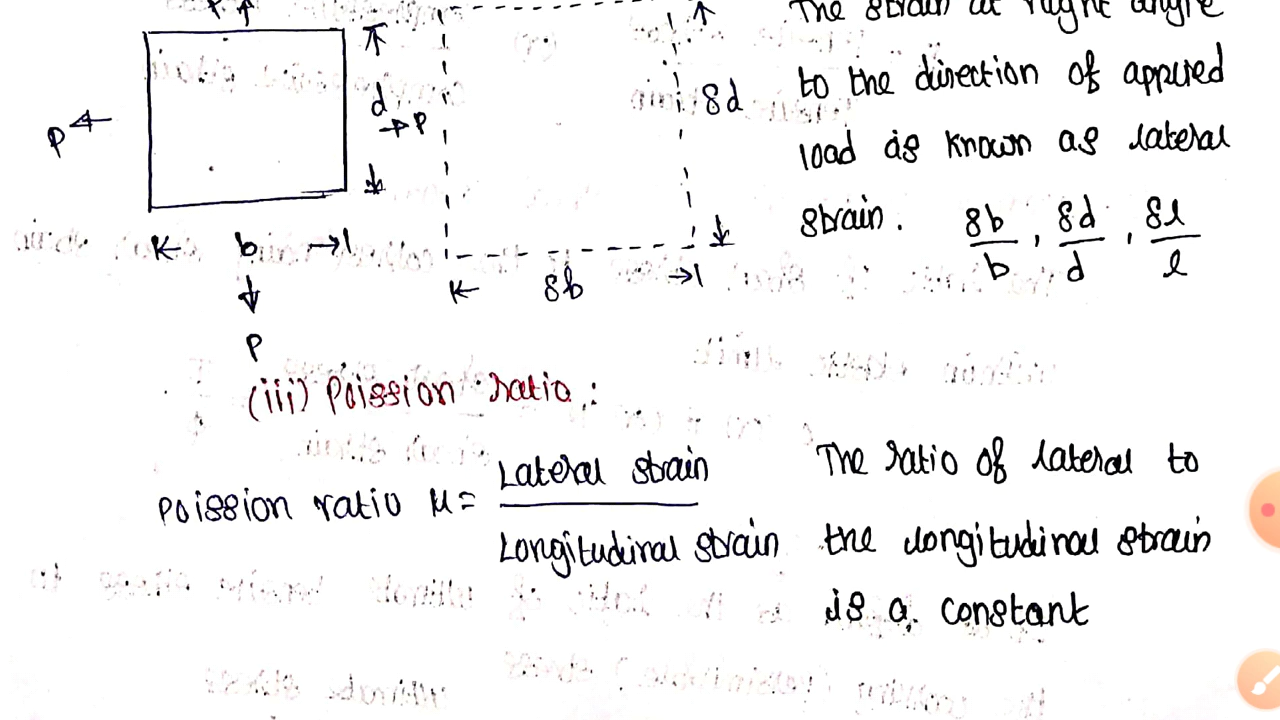 P
The strain at right angle
d
δd
to the direction of applied
P
P
load is known as lateral
strain. δb/b, δd/d, δl/l
b
δb
P
(iii) Poission ratio :
Poission ratio μ = Lateral strain / Longitudinal strain
The ratio of lateral to
the longitudinal strain
is a constant